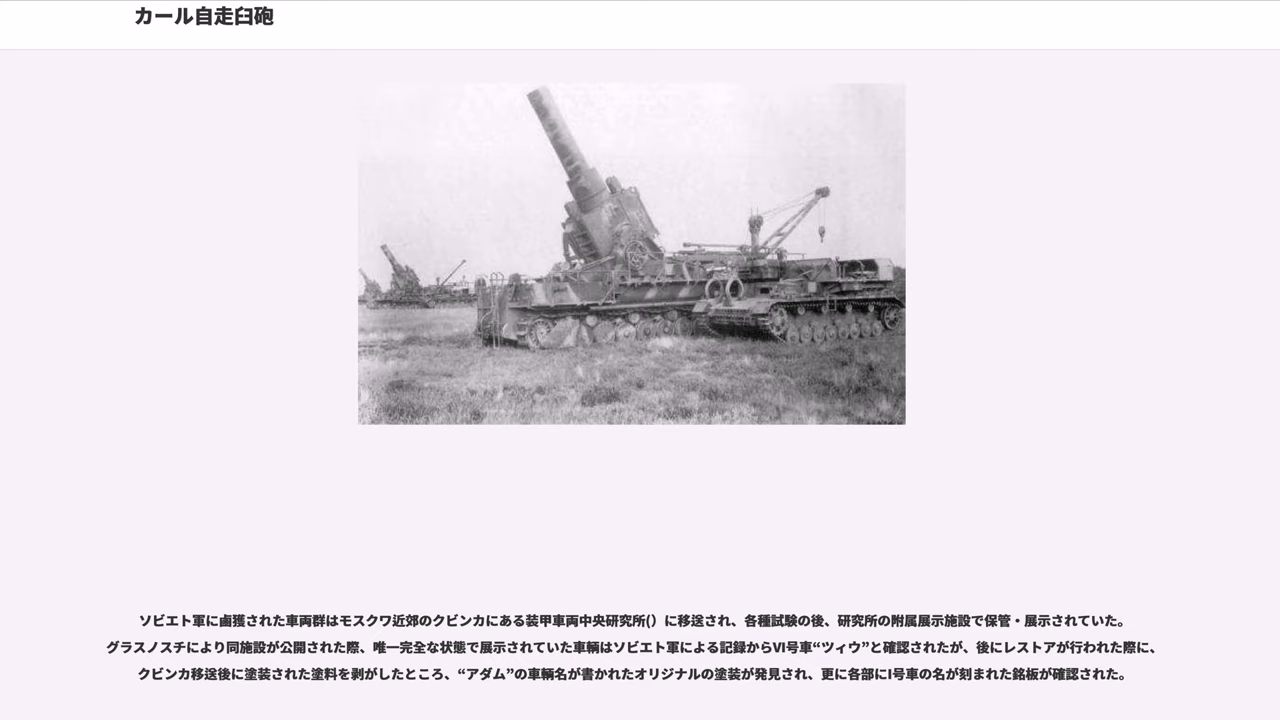 カール自走臼砲
ソビエト軍に鹵獲された車両群はモスクワ近郊のクビンカにある装甲車両中央研究所(）に移送され、各種試験の後、研究所の附属展示施設で保管・展示されていた。
グラスノスチにより同施設が公開された際、唯一完全な状態で展示されていた車輌はソビエト軍による記録からVI号車“ツィウ”と確認されたが、後にレストアが行われた際に、
クビンカ移送後に塗装された塗料を剥がしたところ、“アダム”の車輌名が書かれたオリジナルの塗装が発見され、更に各部にI号車の名が刻まれた銘板が確認された。